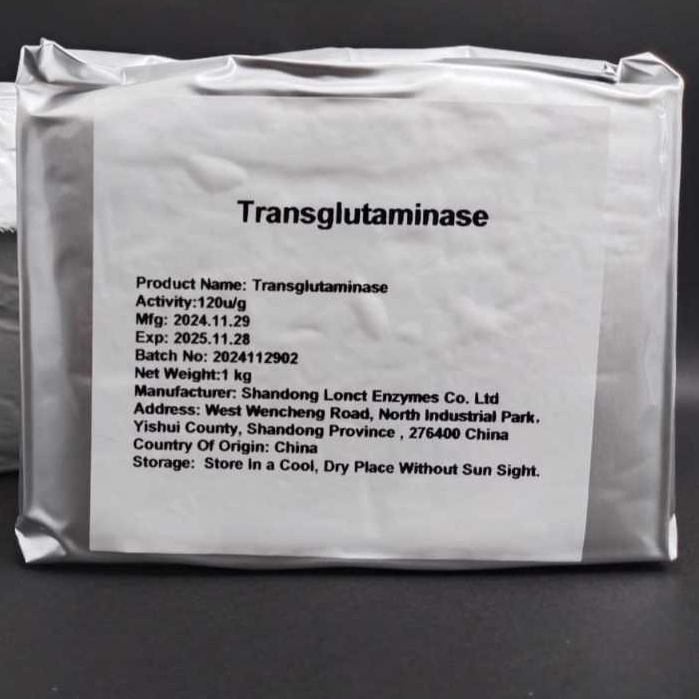 Transglutaminase
Product Name: Transglutaminase
Activity:120u/g
Mfg: 2024.11.29
Exp: 2025.11.28
Batch No: 2024112902
Net Weight:1 kg
Manufacturer: Shandong Lonct Enzymes Co. Ltd
Address: West Wencheng Road, North Industrial Park,
Yishui County, Shandong Province , 276400 China
Country Of Origin: China
Storage: Store In a Cool, Dry Place Without Sun Sight.